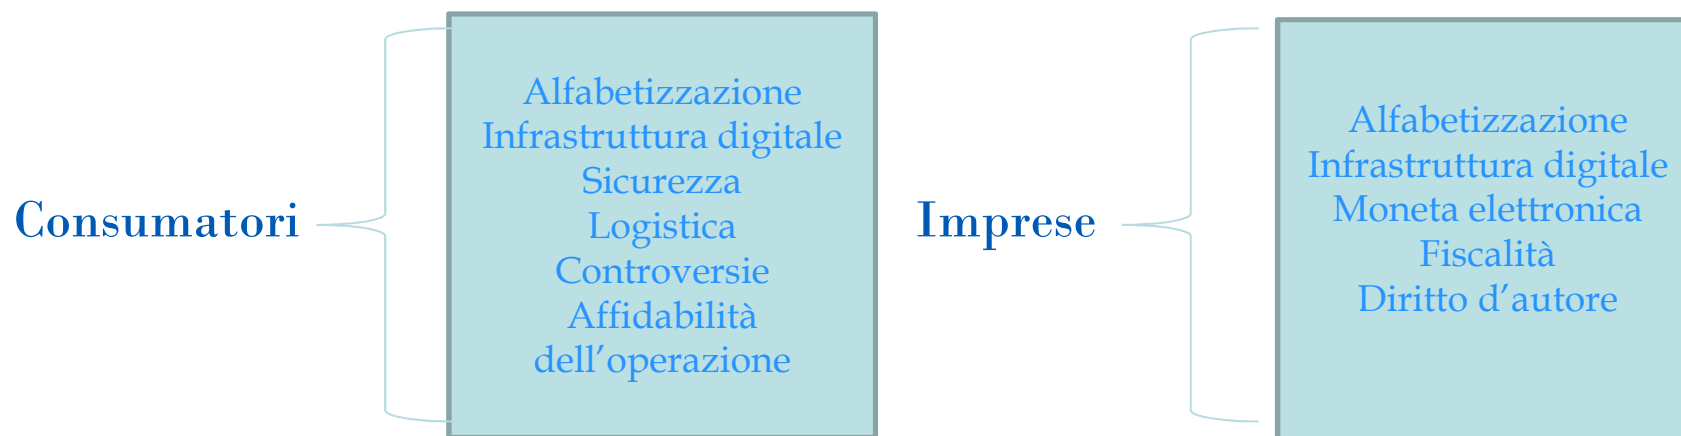 Consumatori
Alfabetizzazione
Infrastruttura digitale
Sicurezza
Logistica
Controversie
Affidabilità
dell’operazione
Imprese
Alfabetizzazione
Infrastruttura digitale
Moneta elettronica
Fiscalità
Diritto d’autore